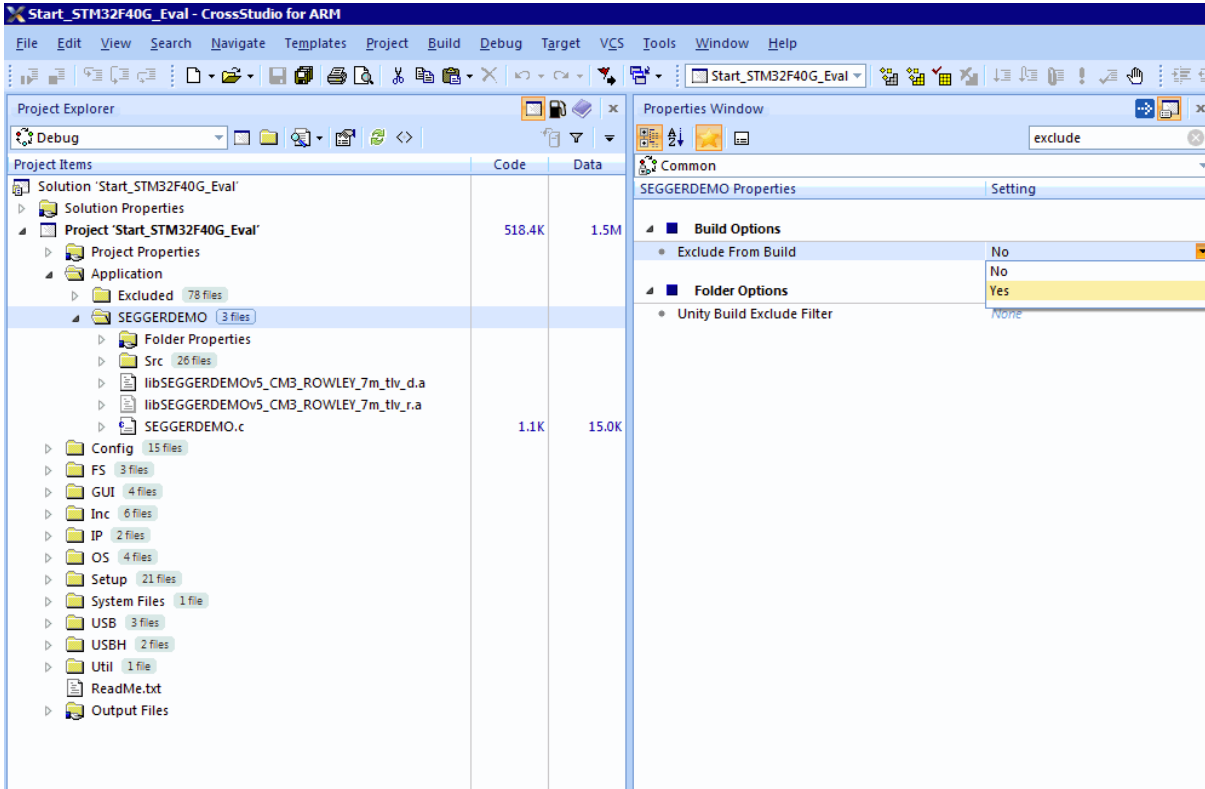 Start_STM32F40G_Eval - CrossStudio for ARM
File Edit View Search Navigate Templates Project Build Debug Target VCS Tools Window Help
Start_STM32F40G_Eval
Project Explorer
Debug
Project Items Code Data
Solution 'Start_STM32F40G_Eval'
Solution Properties
Project 'Start_STM32F40G_Eval' 518.4K 1.5M
Project Properties
Application
Excluded 78 files
SEGGERDEMO 3 files
Folder Properties
Src 26 files
libSEGGERDEMOv5_CM3_ROWLEY_7m_tlv_d.a
libSEGGERDEMOv5_CM3_ROWLEY_7m_tlv_r.a
SEGGERDEMO.c 1.1K 15.0K
Config 15 files
FS 3 files
GUI 4 files
Inc 6 files
IP 2 files
OS 4 files
Setup 21 files
System Files 1 file
USB 3 files
USBH 2 files
Util 1 file
ReadMe.txt
Output Files
Properties Window
exclude
Common
SEGGERDEMO Properties Setting
Build Options
Exclude From Build No
No
Yes
Folder Options
Unity Build Exclude Filter None